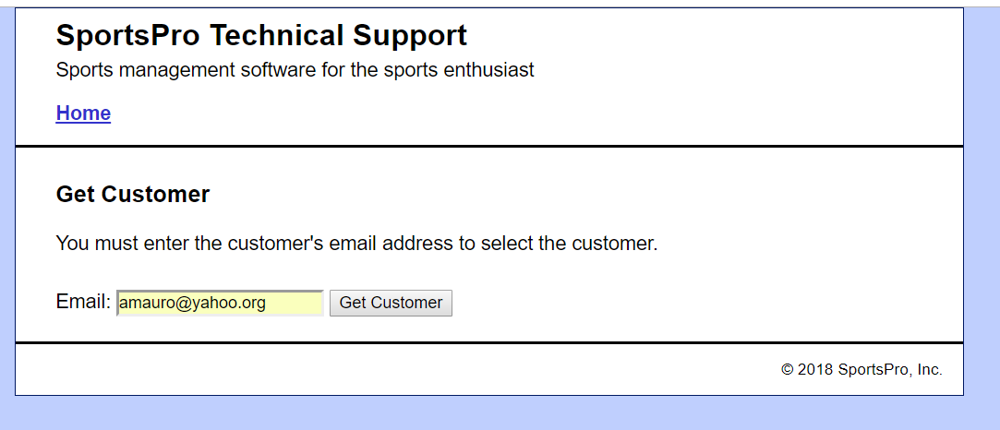 SportsPro Technical Support
Sports management software for the sports enthusiast
Home
Get Customer
You must enter the customer's email address to select the customer.
Email: amauro@yahoo.org Get Customer
© 2018 SportsPro, Inc.